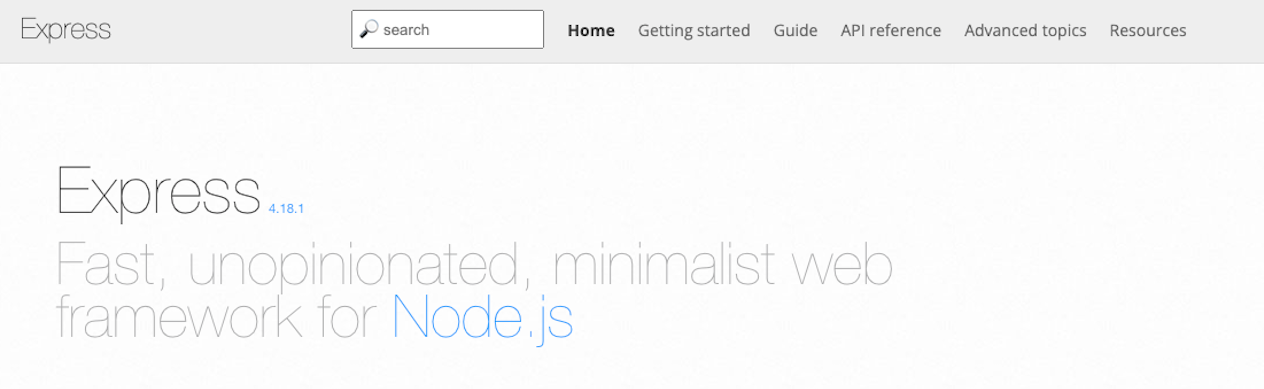 Express
search
Home Getting started Guide API reference Advanced topics Resources
Express 4.18.1
Fast, unopinionated, minimalist web
framework for Node.js